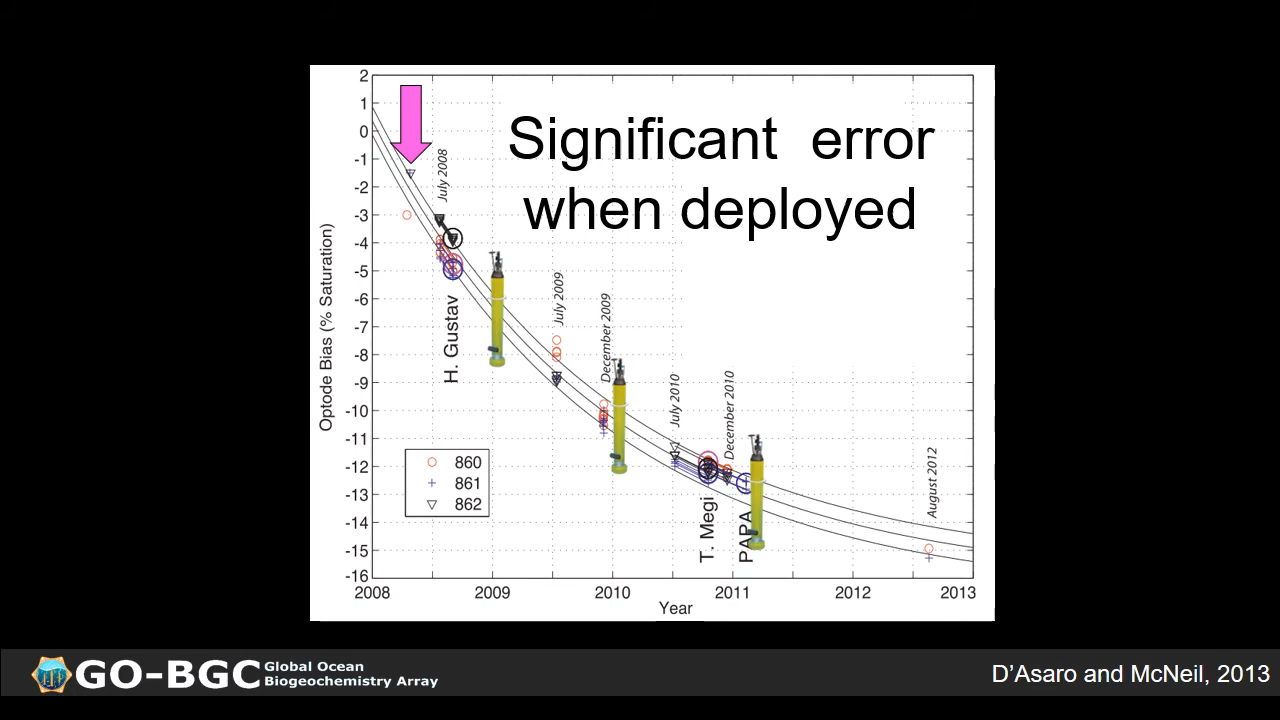 Significant error
when deployed
2
1
0
-1
-2
-3
-4
-5
-6
-7
-8
-9
-10
-11
-12
-13
-14
-15
-16
Optode Bias (% Saturation)
July 2008
H. Gustav
July 2009
December 2009
July 2010
T. Megi
December 2010
PAPA
August 2012
860
861
862
2008 2009 2010 2011 2012 2013
Year
GO-BGC Global Ocean
Biogeochemistry Array
D'Asaro and McNeil, 2013